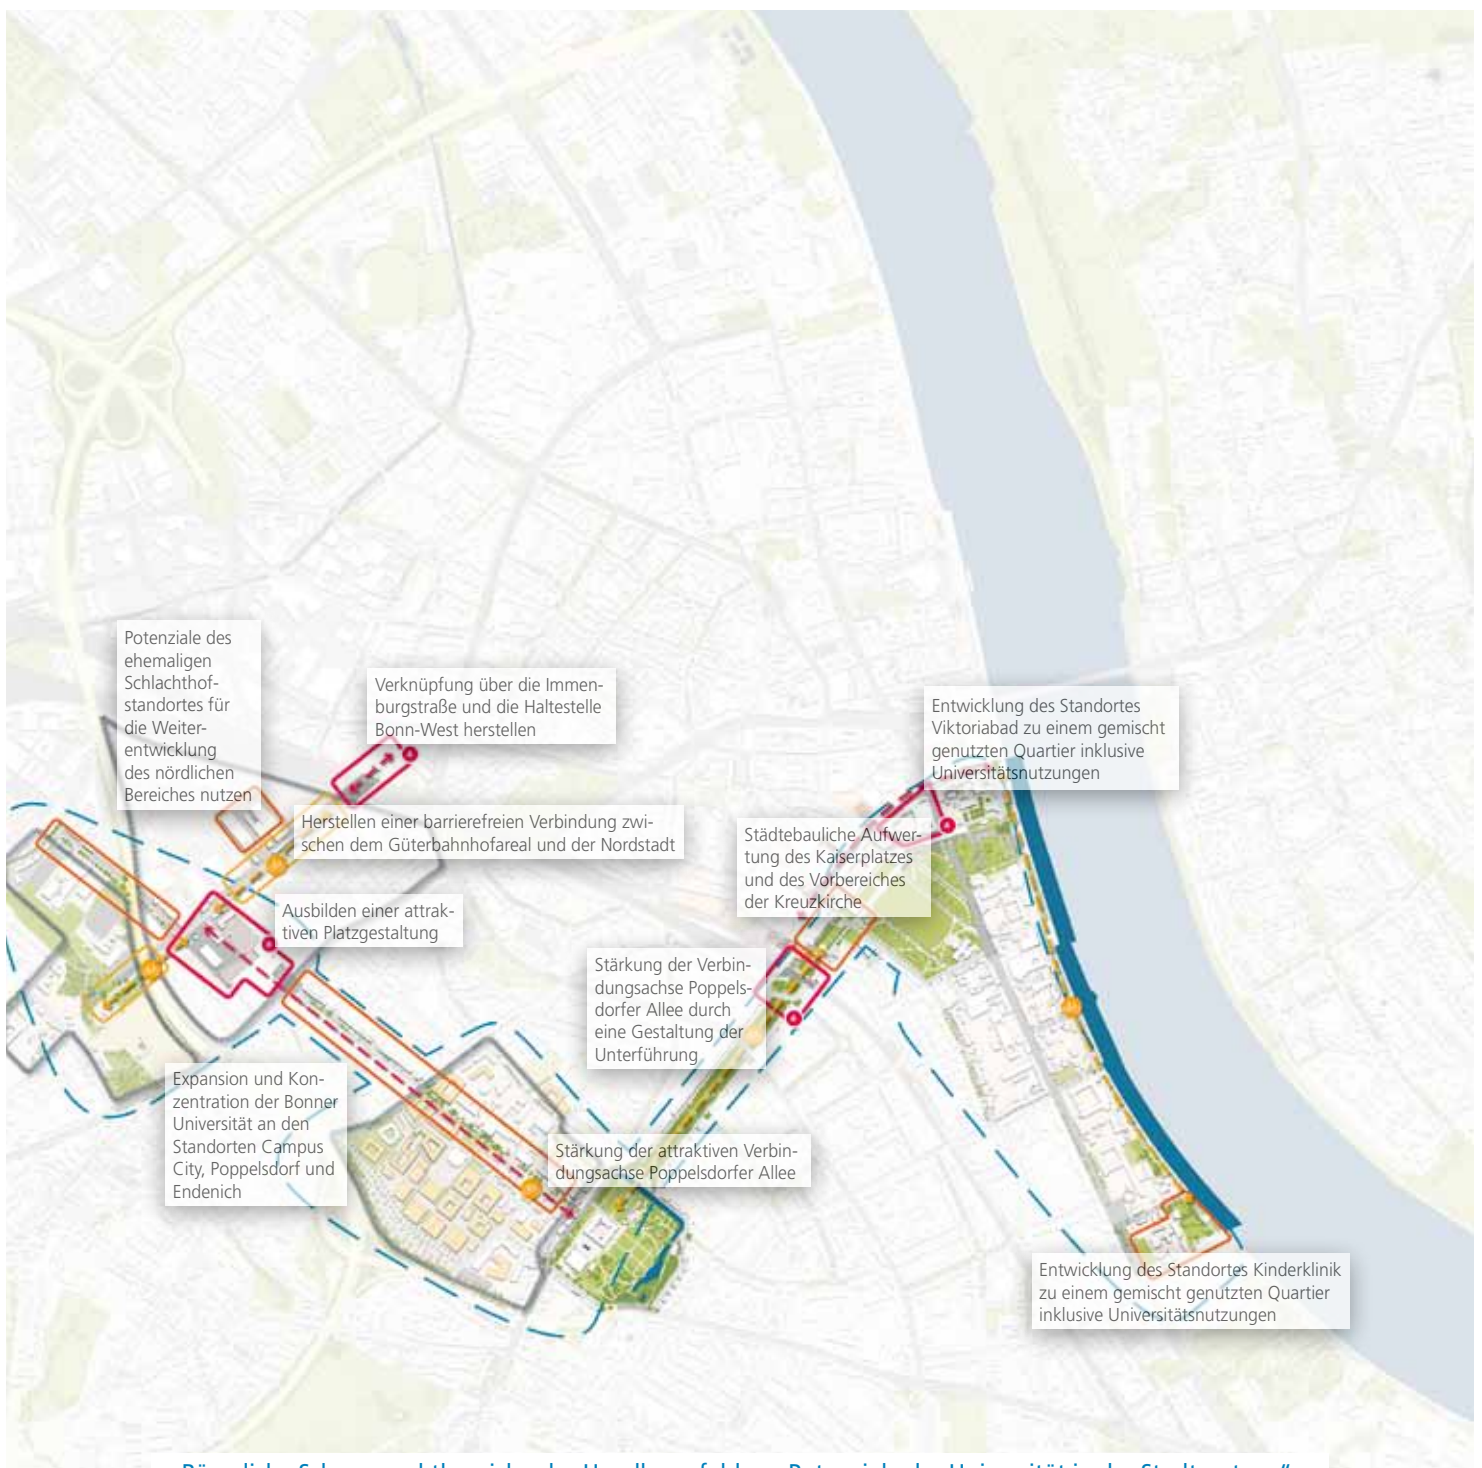 Potenziale des
ehemaligen
Schlachthof-
standortes für
die Weiter-
entwicklung
des nördlichen
Bereiches nutzen
Verknüpfung über die Immen-
burgstraße und die Haltestelle
Bonn-West herstellen
Entwicklung des Standortes
Viktoriabad zu einem gemischt
genutzten Quartier inklusive
Universitätsnutzungen
Herstellen einer barrierefreien Verbindung zwi-
schen dem Güterbahnhofareal und der Nordstadt
Städtebauliche Aufwer-
tung des Kaiserplatzes
und des Vorbereiches
der Kreuzkirche
Ausbilden einer attrak-
tiven Platzgestaltung
Stärkung der Verbin-
dungsachse Poppels-
dorfer Allee durch
eine Gestaltung der
Unterführung
Expansion und Kon-
zentration der Bonner
Universität an den
Standorten Campus
City, Poppelsdorf und
Endenich
Stärkung der attraktiven Verbin-
dungsachse Poppelsdorfer Allee
Entwicklung des Standortes Kinderklinik
zu einem gemischt genutzten Quartier
inklusive Universitätsnutzungen